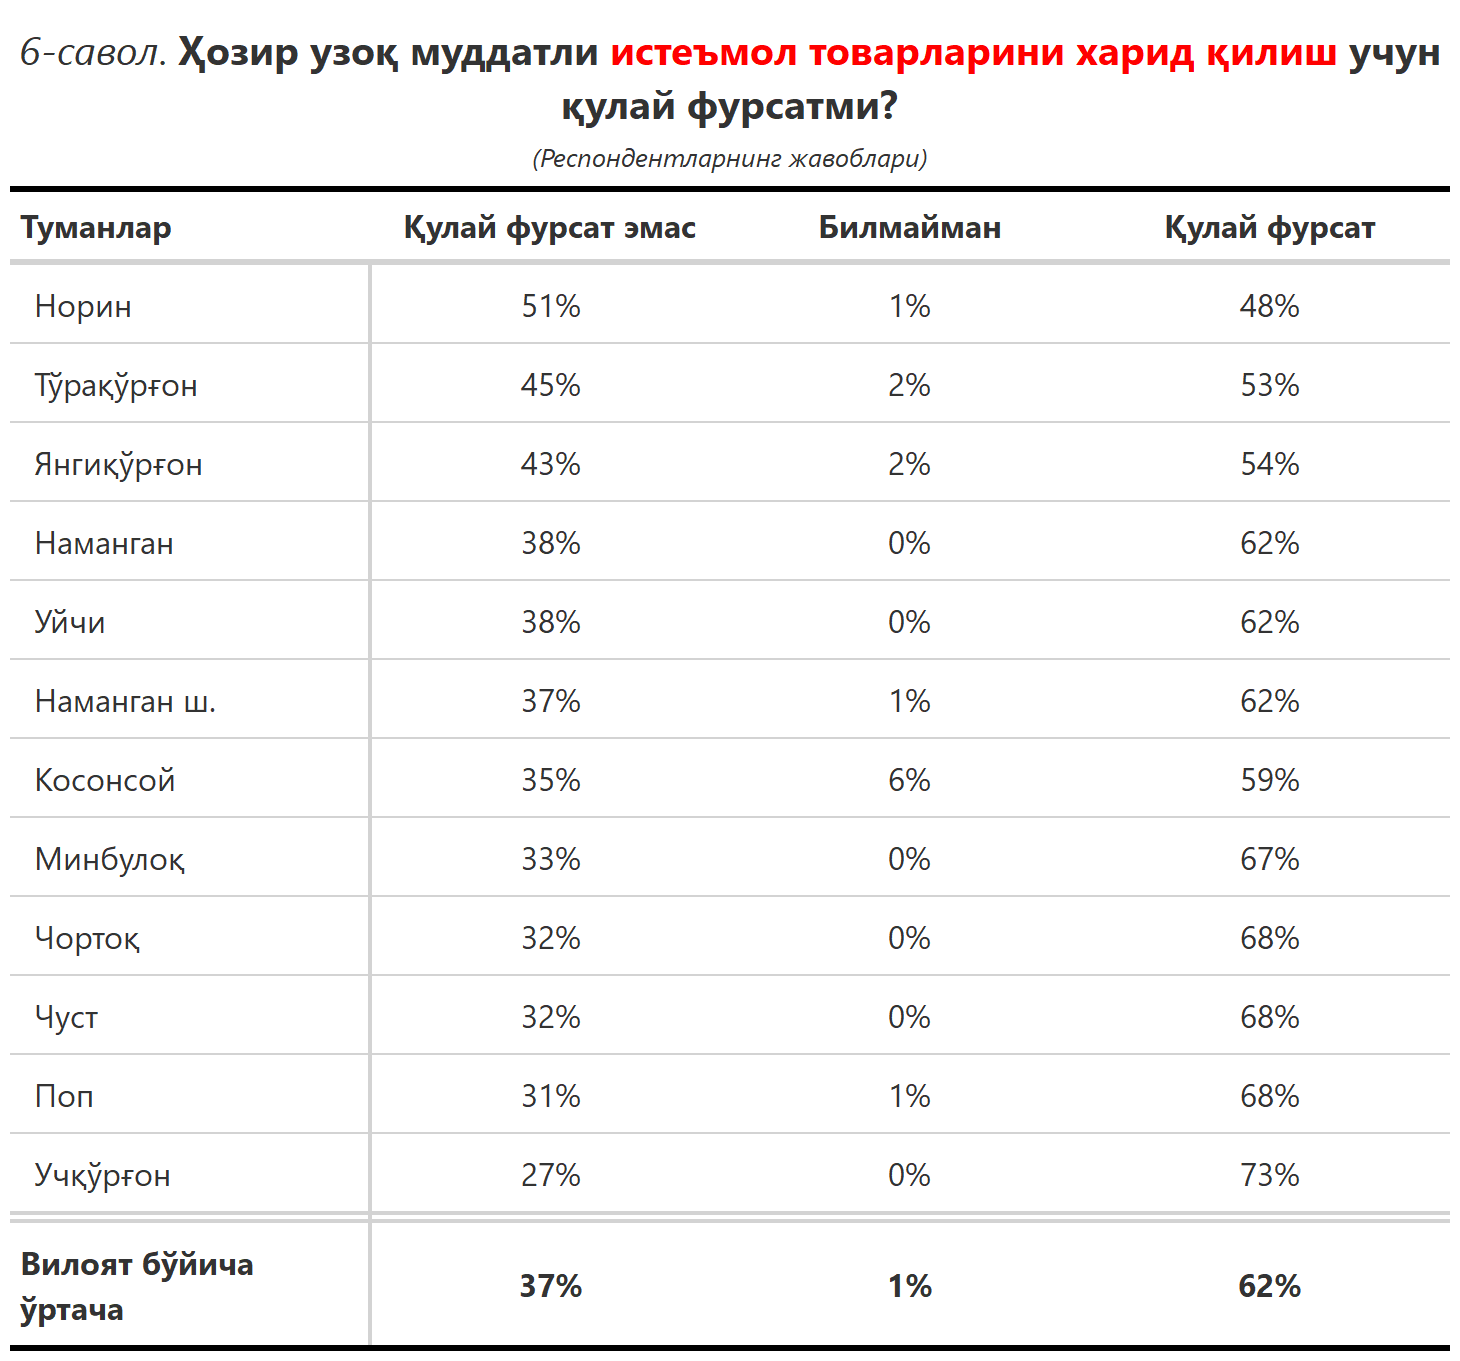 6-савол. Ҳозир узоқ муддатли истеъмол товарларини харид қилиш учун
қулай фурсатми?
(Респондентларнинг жавоблари)
Туманлар Қулай фурсат эмас Билмайман Қулай фурсат
Норин 51% 1% 48%
Тўрақўрғон 45% 2% 53%
Янгиқўрғон 43% 2% 54%
Наманган 38% 0% 62%
Уйчи 38% 0% 62%
Наманган ш. 37% 1% 62%
Косонсой 35% 6% 59%
Минбулоқ 33% 0% 67%
Чортоқ 32% 0% 68%
Чуст 32% 0% 68%
Поп 31% 1% 68%
Учқўрғон 27% 0% 73%
Вилоят бўйича
ўртача 37% 1% 62%